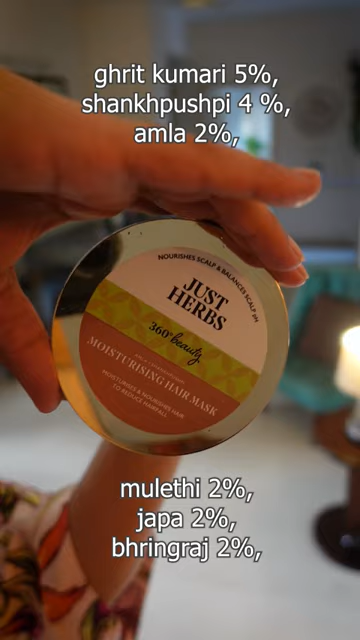 ghrit kumari 5%,
shankhpushpi 4 %,
amla 2%,
NOURISHES SCALP & BALANCES SCALP pH
JUST
HERBS
360° beauty
MOISTURISING HAIR MASK
MOISTURISES & NOURISHES HAIR
TO REDUCE HAIRFALL
mulethi 2%,
japa 2%,
bhringraj 2%,